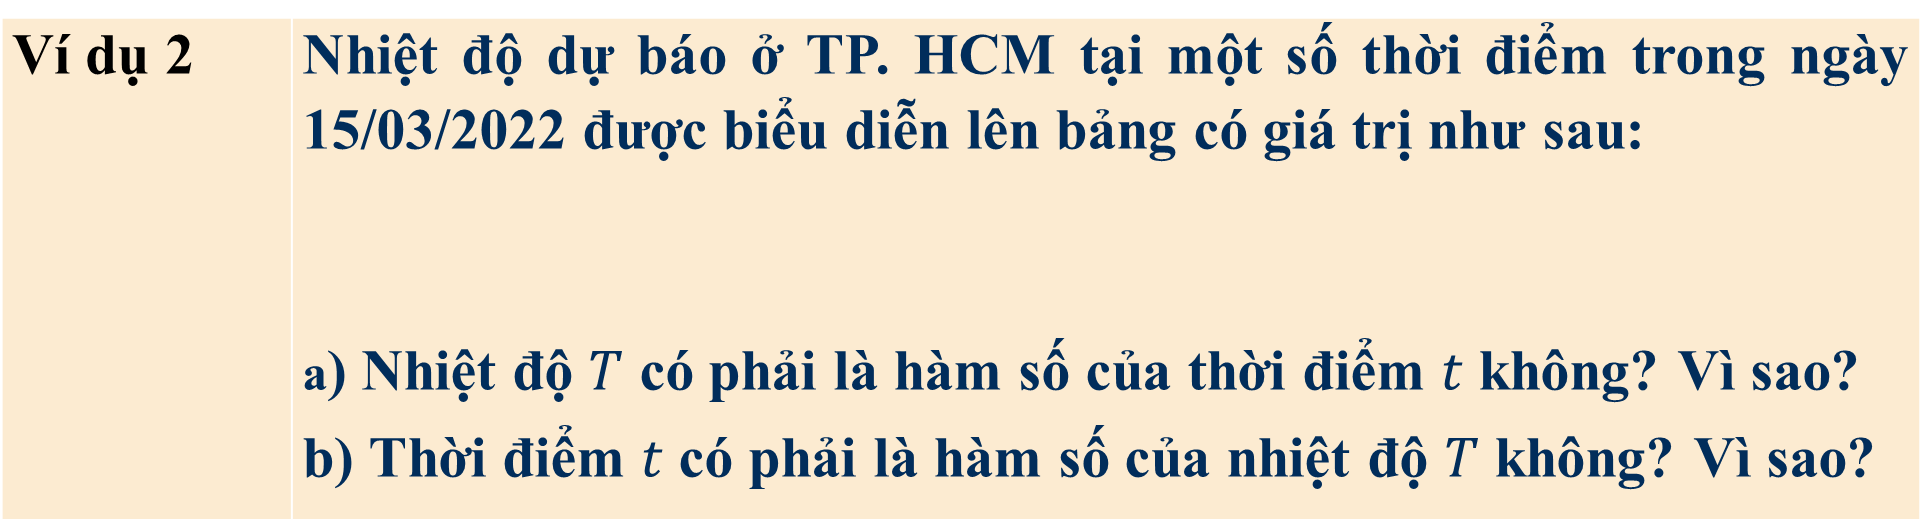 Ví dụ 2
Nhiệt độ dự báo ở TP. HCM tại một số thời điểm trong ngày
15/03/2022 được biểu diễn lên bảng có giá trị như sau:
a) Nhiệt độ T có phải là hàm số của thời điểm t không? Vì sao?
b) Thời điểm t có phải là hàm số của nhiệt độ T không? Vì sao?